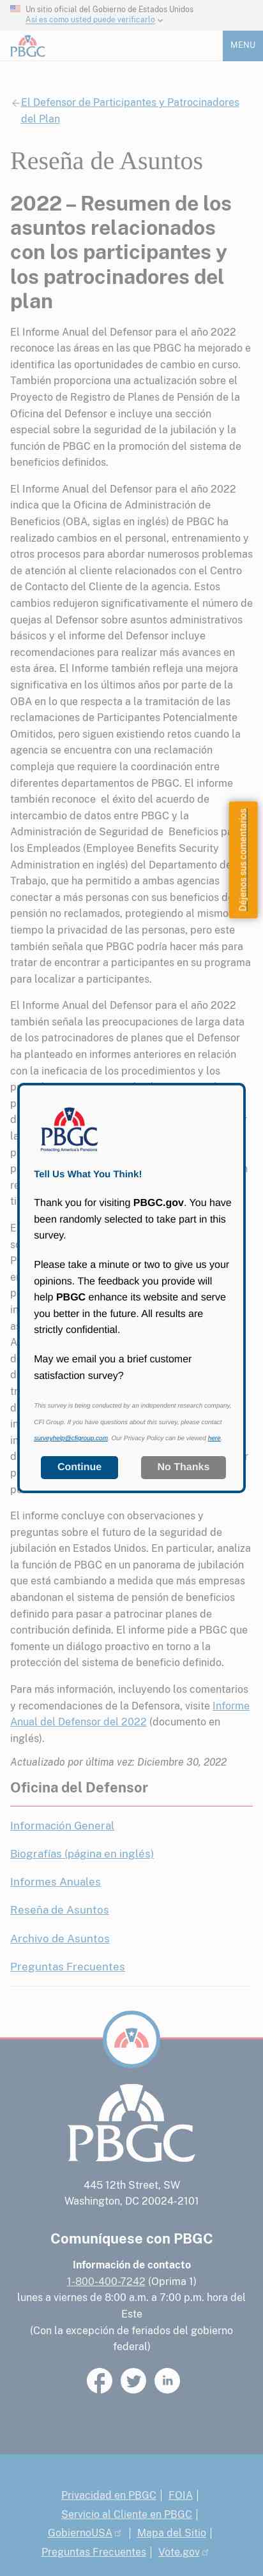 Un sitio oficial del Gobierno de Estados Unidos
Así es como usted puede verificarlo
PBGC
MENU
El Defensor de Participantes y Patrocinadores
del Plan
Reseña de Asuntos
2022 – Resumen de los
asuntos relacionados
con los participantes y
los patrocinadores del
plan
El Informe Anual del Defensor para el año 2022
reconoce las áreas en las que PBGC ha mejorado e
identifica las oportunidades de cambio en curso.
También proporciona una actualización sobre el
Proyecto de Registro de Planes de Pensión de la
Oficina del Defensor e incluye una sección
especial sobre la seguridad de la jubilación y la
función de PBGC en la promoción del sistema de
beneficios definidos.
El Informe Anual del Defensor para el año 2022
indica que la Oficina de Administración de
Beneficios (OBA, siglas en inglés) de PBGC ha
realizado cambios en el personal, entrenamiento y
otros procesos para abordar numerosos problemas
de atención al cliente relacionados con el Centro
de Contacto del Cliente de la agencia. Estos
cambios redujeron significativamente el número de
quejas al Defensor sobre asuntos administrativos
básicos y el informe del Defensor incluye
recomendaciones para realizar más avances en
esta área. El Informe también refleja una mejora
significativa en los últimos años por parte de la
OBA en lo que respecta a la tramitación de las
reclamaciones de Participantes Potencialmente
Omitidos, pero siguen existiendo retos cuando la
agencia se encuentra con una reclamación
compleja que requiere la coordinación entre
diferentes departamentos de PBGC. El informe
también reconoce el éxito del acuerdo de
intercambio de datos entre PBGC y la
Administración de Seguridad de Beneficios pa
los Empleados (Employee Benefits Security
Administration en inglés) del Departamento de
Trabajo, que ha permitido a ambas agencias
conectar a más personas con sus beneficios de
pensión no reclamados, protegiendo al mismo
tiempo la privacidad de las personas, pero este
también señala que PBGC podría hacer más para
tratar de encontrar a participantes en su programa
para localizar a participantes.
Déjenos sus comentarios
El Informe Anual del Defensor para el año 2022
también señala las preocupaciones de larga data
de los patrocinadores de planes que el Defensor
ha planteado en informes anteriores en relación
con la ineficacia de los procedimientos y los
PBGC
Protecting America's Pensions
Tell Us What You Think!
Thank you for visiting PBGC.gov. You have
been randomly selected to take part in this
survey.
Please take a minute or two to give us your
opinions. The feedback you provide will
help PBGC enhance its website and serve
you better in the future. All results are
strictly confidential.
May we email you a brief customer
satisfaction survey?
This survey is being conducted by an independent research company,
CFI Group. If you have questions about this survey, please contact
surveyhelp@cfigroup.com. Our Privacy Policy can be viewed here.
Continue
No Thanks
El informe concluye con observaciones y
preguntas sobre el futuro de la seguridad de la
jubilación en Estados Unidos. En particular, analiza
la función de PBGC en un panorama de jubilación
que está cambiando a medida que más empresas
abandonan el sistema de pensión de beneficios
definido para pasar a patrocinar planes de
contribución definida. El informe pide a PBGC que
fomente un diálogo proactivo en torno a la
protección del sistema de beneficio definido.
Para más información, incluyendo los comentarios
y recomendaciones de la Defensora, visite Informe
Anual del Defensor del 2022 (documento en
inglés).
Actualizado por última vez: Diciembre 30, 2022
Oficina del Defensor
Información General
Biografías (página en inglés)
Informes Anuales
Reseña de Asuntos
Archivo de Asuntos
Preguntas Frecuentes
PBGC
445 12th Street, SW
Washington, DC 20024-2101
Comuníquese con PBGC
Información de contacto
1-800-400-7242 (Oprima 1)
lunes a viernes de 8:00 a.m. a 7:00 p.m. hora del
Este
(Con la excepción de feriados del gobierno
federal)
Privacidad en PBGC | FOIA |
Servicio al Cliente en PBGC |
GobiernoUSA | Mapa del Sitio |
Preguntas Frecuentes | Vote.gov